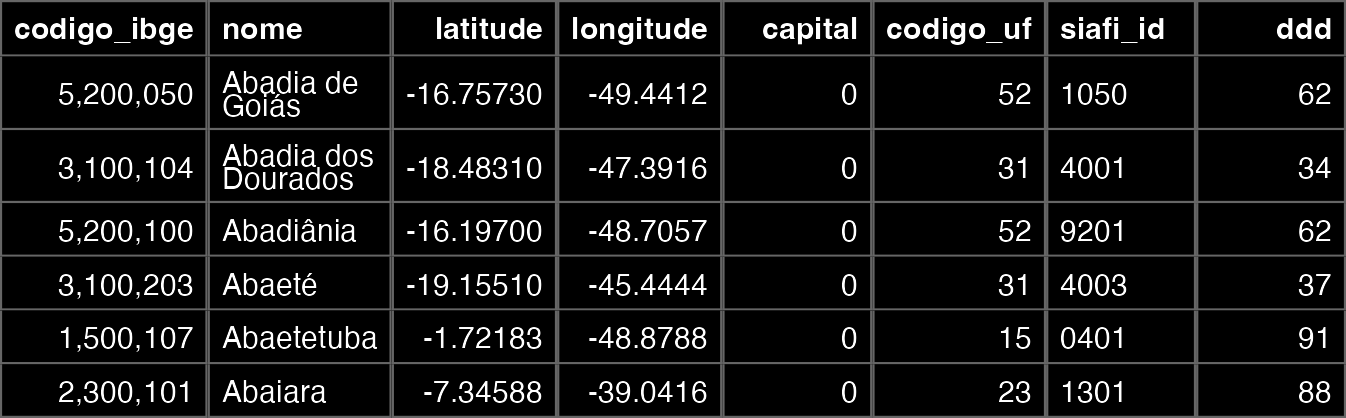 codigo_ibge nome latitude longitude capital codigo_uf siafi_id ddd
5,200,050 Abadia de Goiás -16.75730 -49.4412 0 52 1050 62
3,100,104 Abadia dos Dourados -18.48310 -47.3916 0 31 4001 34
5,200,100 Abadiânia -16.19700 -48.7057 0 52 9201 62
3,100,203 Abaeté -19.15510 -45.4444 0 31 4003 37
1,500,107 Abaetetuba -1.72183 -48.8788 0 15 0401 91
2,300,101 Abaiara -7.34588 -39.0416 0 23 1301 88